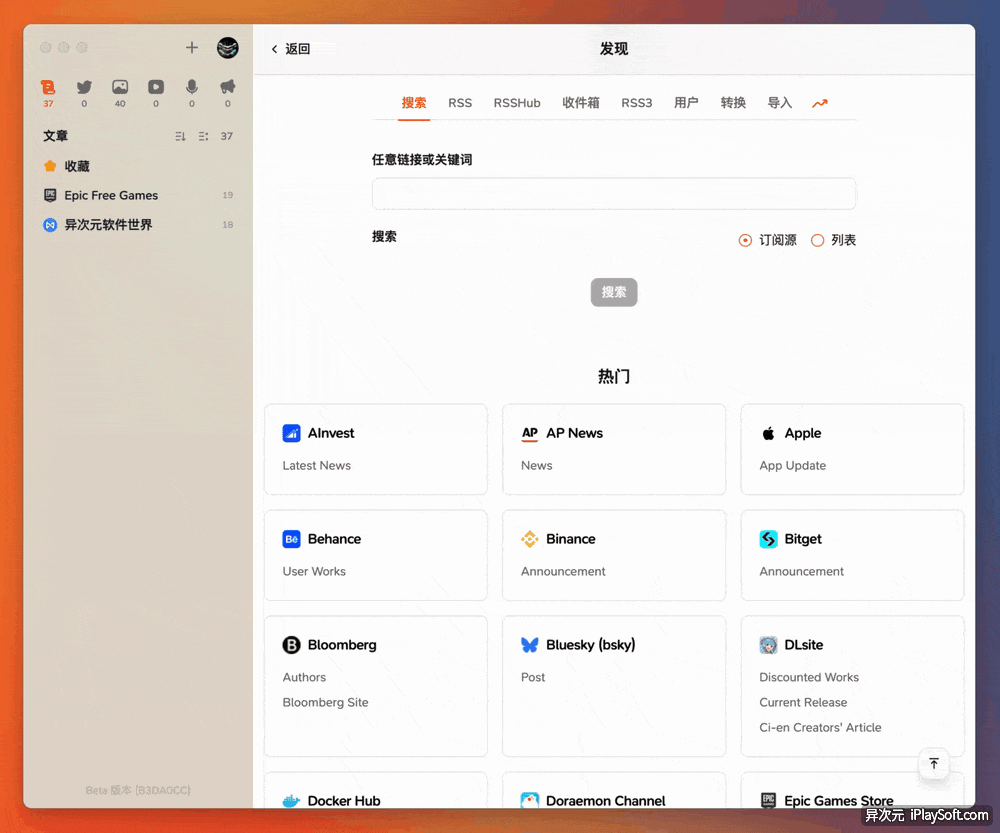 返回
发现
37
0
40
0
0
0
搜索 RSS RSSHub 收件箱 RSS3 用户 转换 导入
文章 37
收藏
Epic Free Games 19
异次元软件世界 18
任意链接或关键词
搜索 订阅源 列表
搜索
热门
AInvest
Latest News
AP AP News
News
Apple
App Update
Bē Behance
User Works
Binance
Announcement
Bitget
Announcement
B Bloomberg
Authors
Bloomberg Site
Bluesky (bsky)
Post
DLsite
Discounted Works
Current Release
Ci-en Creators' Article
Docker Hub
Doraemon Channel
EPIC Epic Games Store
Beta 版本 (B3DA0CC)
异次元 iPlaySoft.com